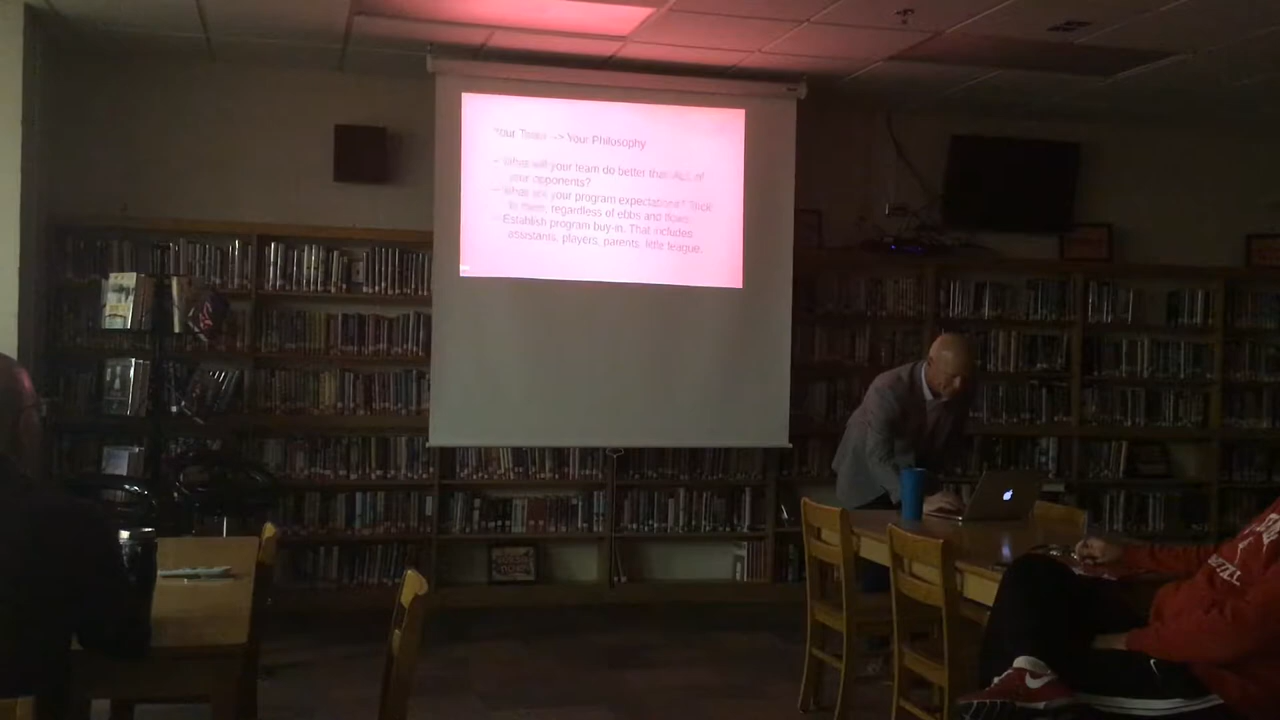 Your Times --> Your Philosophy
- What will your team do better than ALL of
your opponents?
- What are your program expectations? Stick
to them, regardless of ebbs and flows.
- Establish program buy-in. That includes
assistants, players, parents, little league.